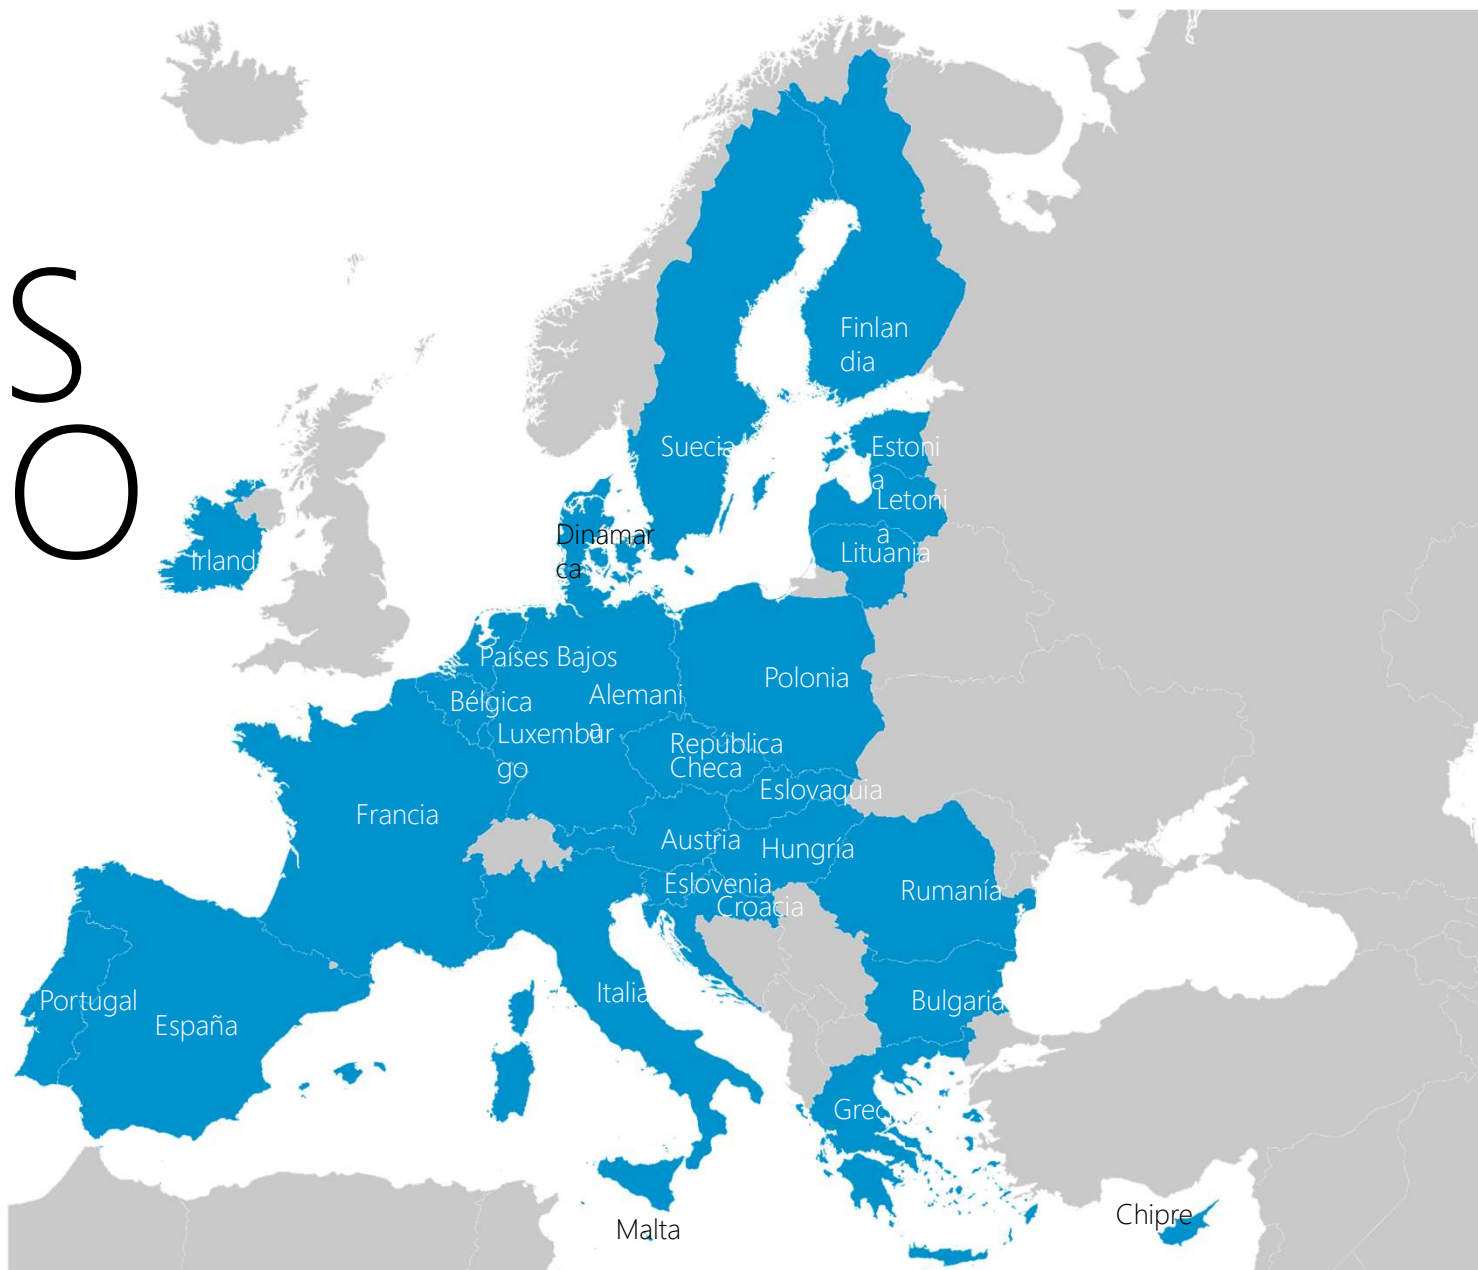 S
O
Finlan
dia
Suecia
Estoni
a
Letoni
a
Lituania
Dinamar
ca
Irland
Países Bajos
Bélgica
Alemani
a
Luxembur
go
Polonia
República
Checa
Eslovaquia
Francia
Austria
Hungría
Eslovenia
Croacia
Rumanía
Portugal
España
Italia
Bulgaria
Grec
Malta
Chipre